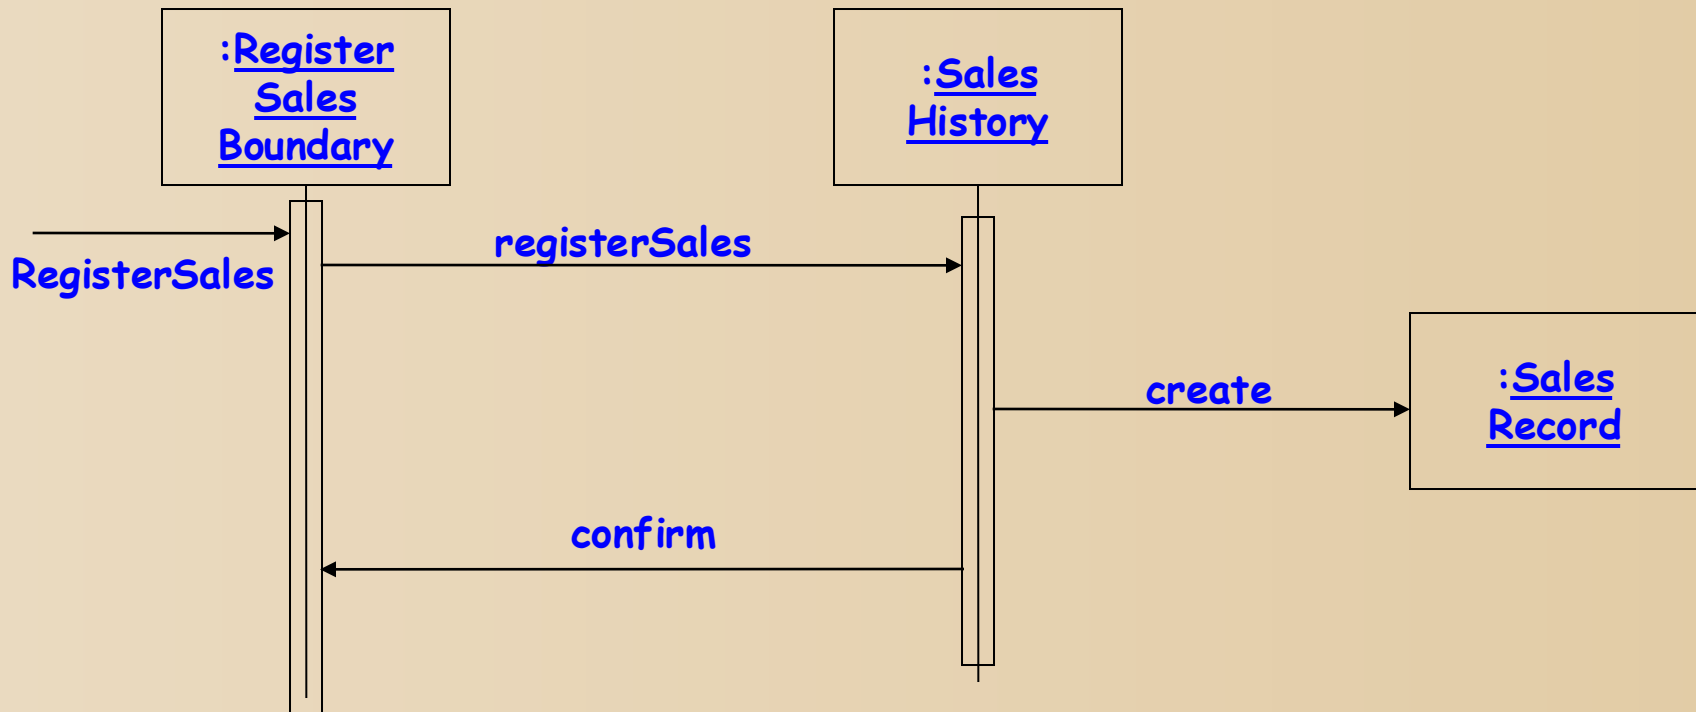 :Register
Sales
Boundary
:Sales
History
RegisterSales
registerSales
create
:Sales
Record
confirm